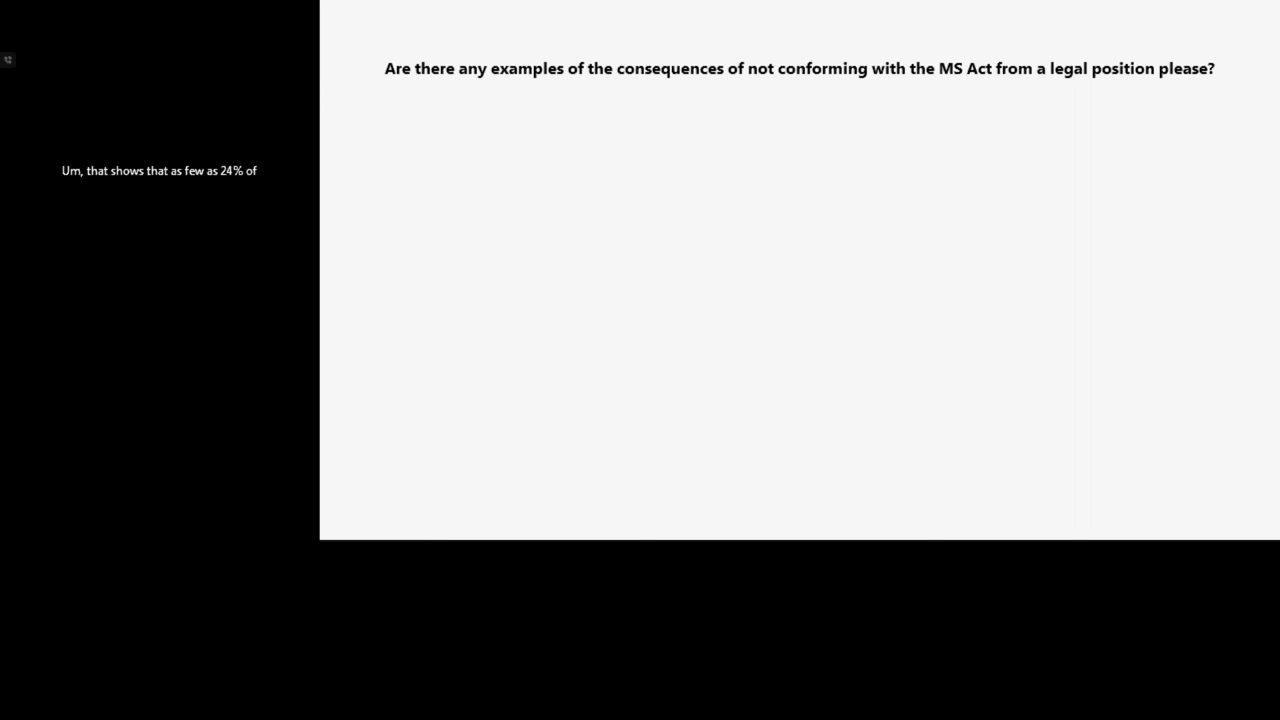 Are there any examples of the consequences of not conforming with the MS Act from a legal position please?
Um, that shows that as few as 24% of